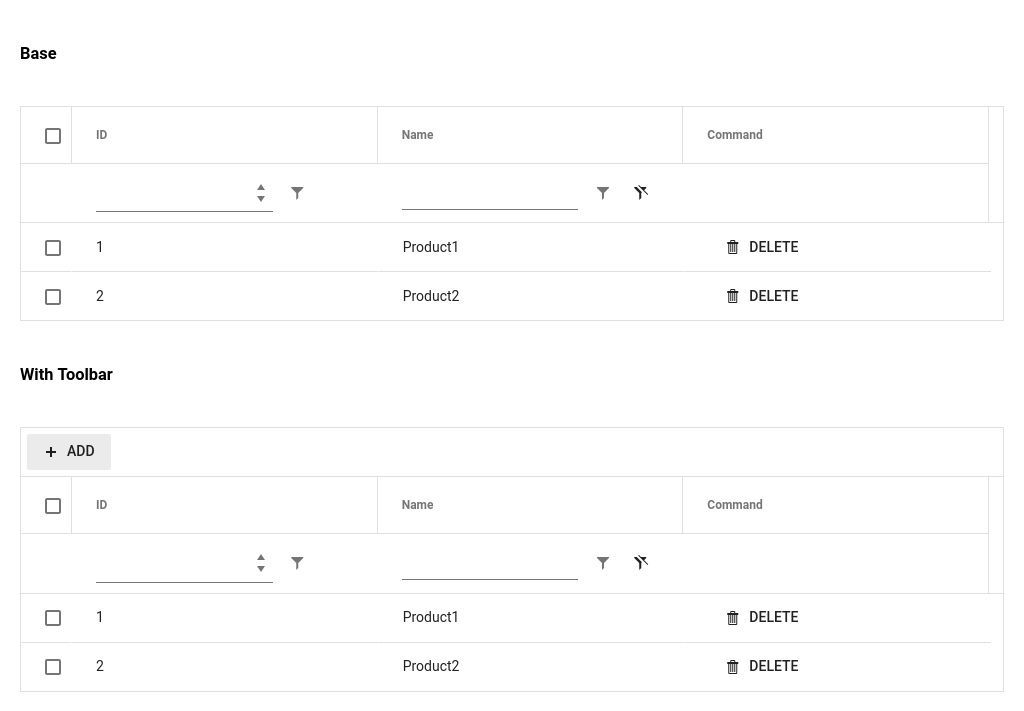 Base
ID Name Command
1 Product1 DELETE
2 Product2 DELETE
With Toolbar
ADD
ID Name Command
1 Product1 DELETE
2 Product2 DELETE